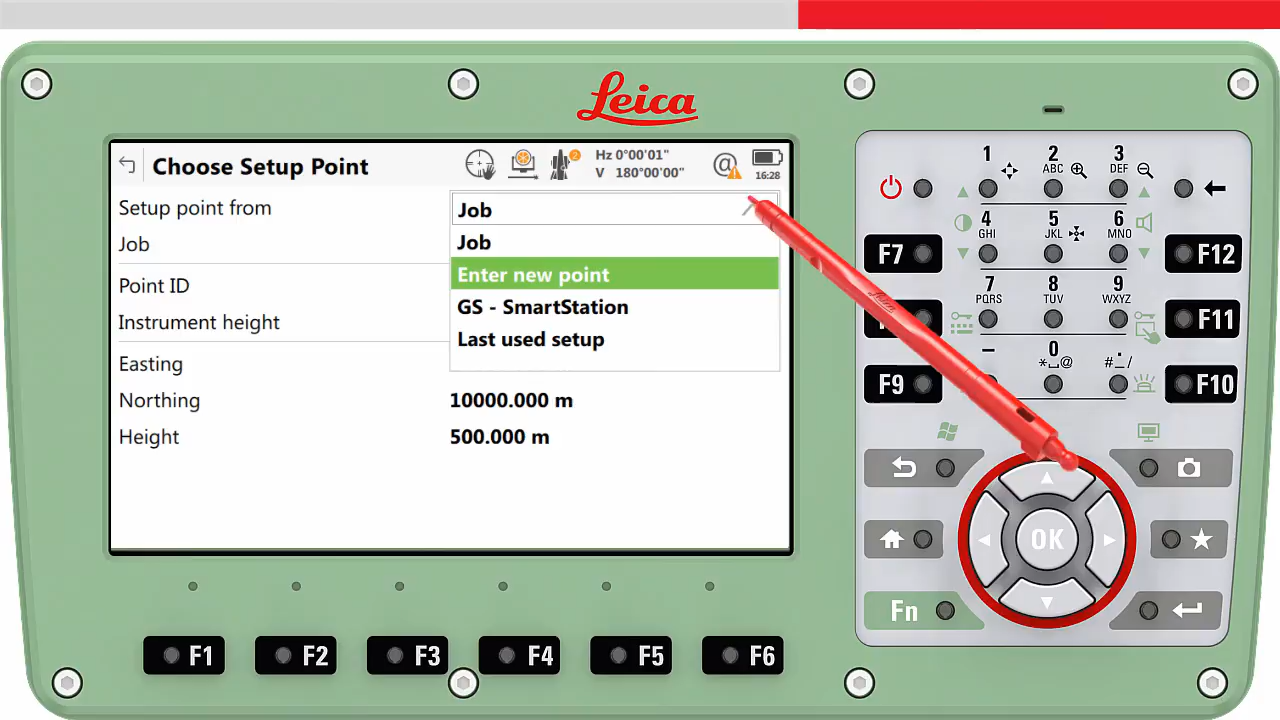 Leica
Choose Setup Point
Hz 0°00'01"
V 180°00'00"
@
2
16:28
Setup point from
Job
Job
Job
Enter new point
Point ID
GS - SmartStation
Instrument height
Last used setup
Easting
Northing
10000.000 m
Height
500.000 m
1 2 3
ABC DEF
4 5 6
GHI JKL MNO
F7 F12
7 8 9
PQRS TUV WXYZ
F11
– 0 .
*⎵@ #_/
F9 F10
OK
Fn
F1 F2 F3 F4 F5 F6
Leica